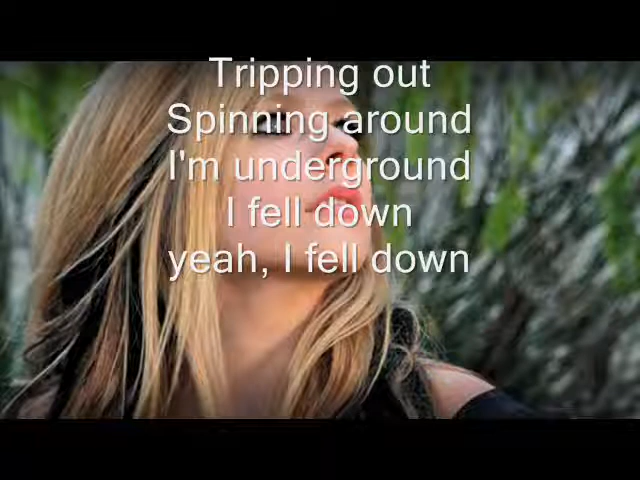 Tripping out
Spinning around
I'm underground
I fell down
yeah, I fell down